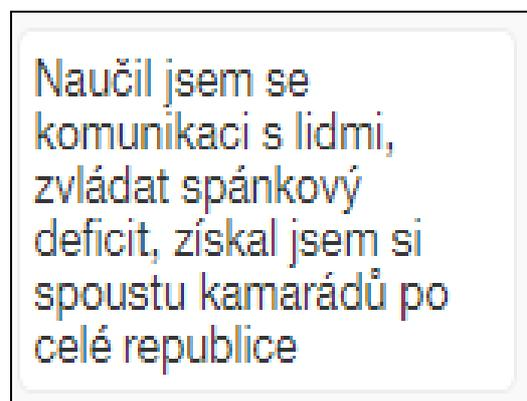 Naučil jsem se
komunikaci s lidmi,
zvládat spánkový
deficit, získal jsem si
spoustu kamarádů po
celé republice